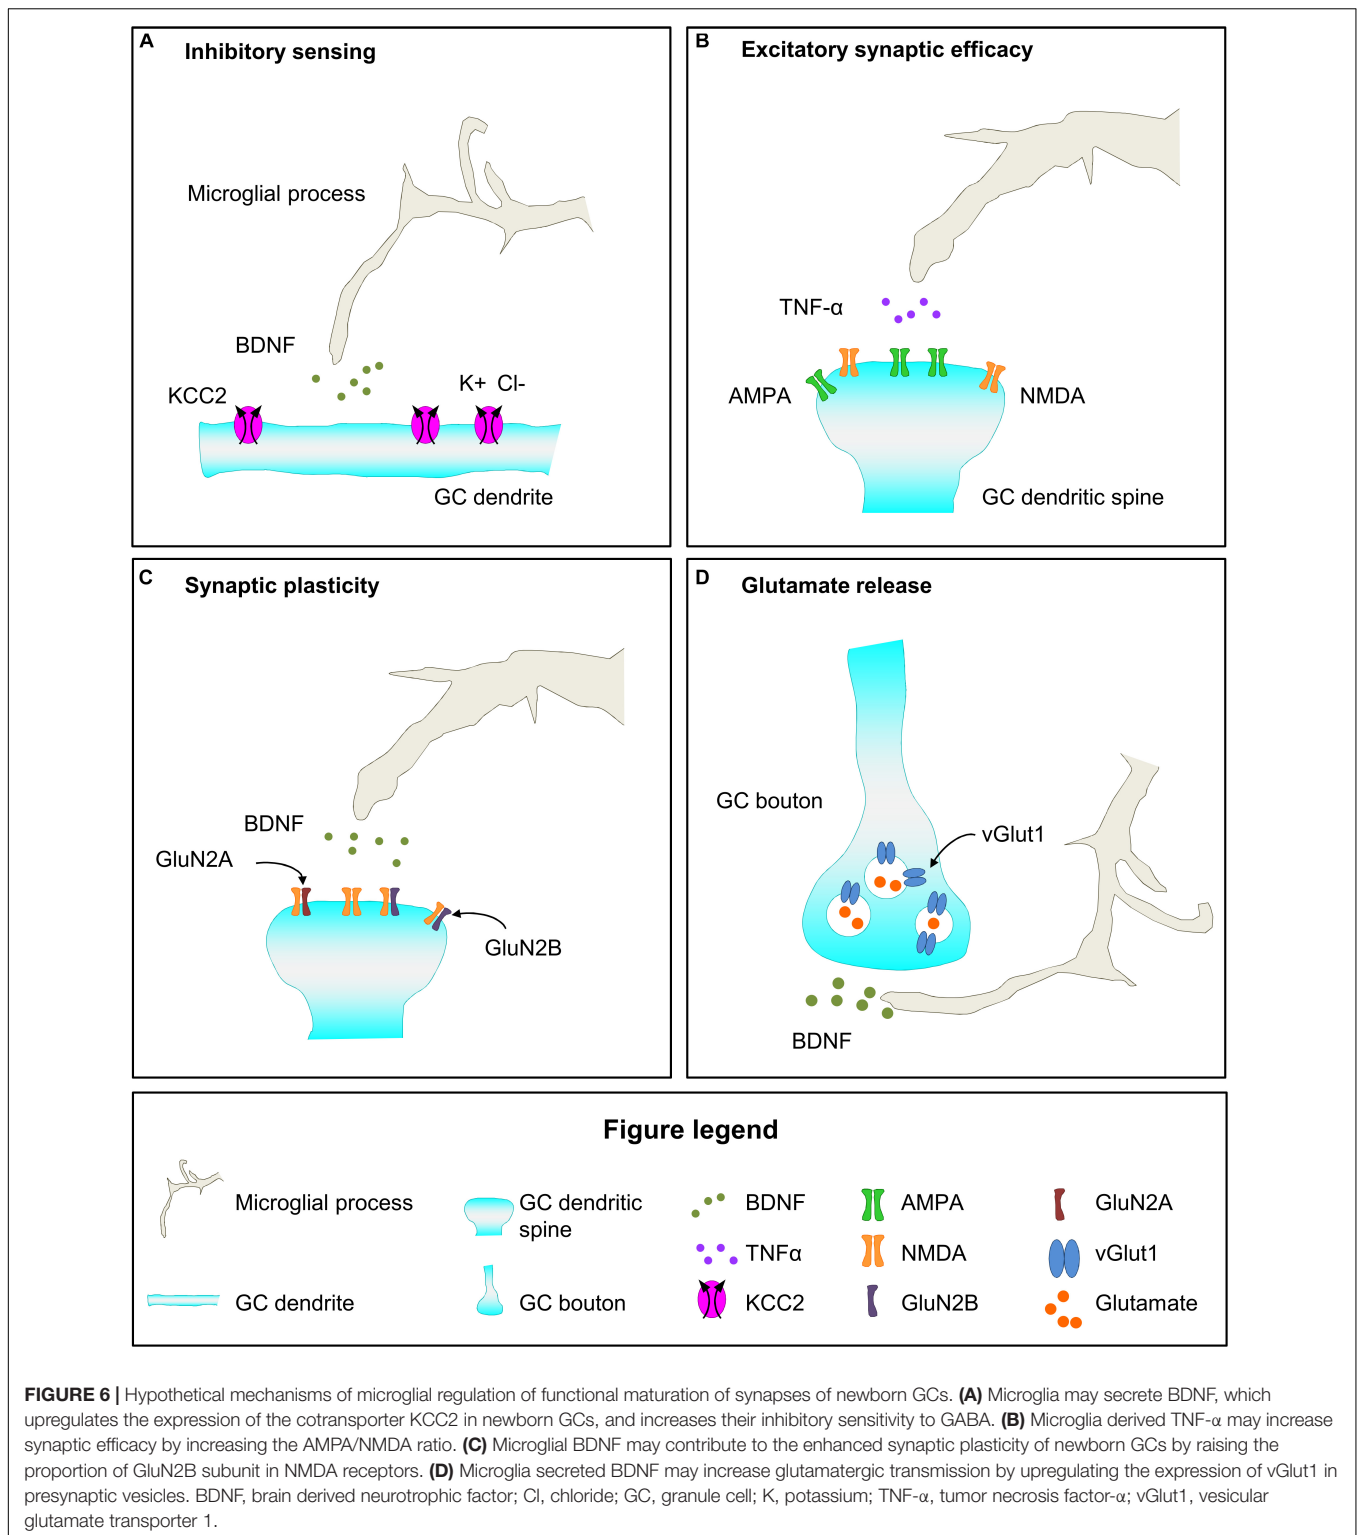 A
Inhibitory sensing
Microglial process
BDNF
KCC2
K+ Cl-
GC dendrite
B
Excitatory synaptic efficacy
TNF-α
AMPA
NMDA
GC dendritic spine
C
Synaptic plasticity
BDNF
GluN2A
GluN2B
D
Glutamate release
GC bouton
vGlut1
BDNF
Figure legend
Microglial process
GC dendritic
spine
BDNF
AMPA
GluN2A
TNFα
NMDA
vGlut1
GC dendrite
GC bouton
KCC2
GluN2B
Glutamate
FIGURE 6 | Hypothetical mechanisms of microglial regulation of functional maturation of synapses of newborn GCs. (A) Microglia may secrete BDNF, which
upregulates the expression of the cotransporter KCC2 in newborn GCs, and increases their inhibitory sensitivity to GABA. (B) Microglia derived TNF-α may increase
synaptic efficacy by increasing the AMPA/NMDA ratio. (C) Microglial BDNF may contribute to the enhanced synaptic plasticity of newborn GCs by raising the
proportion of GluN2B subunit in NMDA receptors. (D) Microglia secreted BDNF may increase glutamatergic transmission by upregulating the expression of vGlut1 in
presynaptic vesicles. BDNF, brain derived neurotrophic factor; Cl, chloride; GC, granule cell; K, potassium; TNF-α, tumor necrosis factor-α; vGlut1, vesicular
glutamate transporter 1.